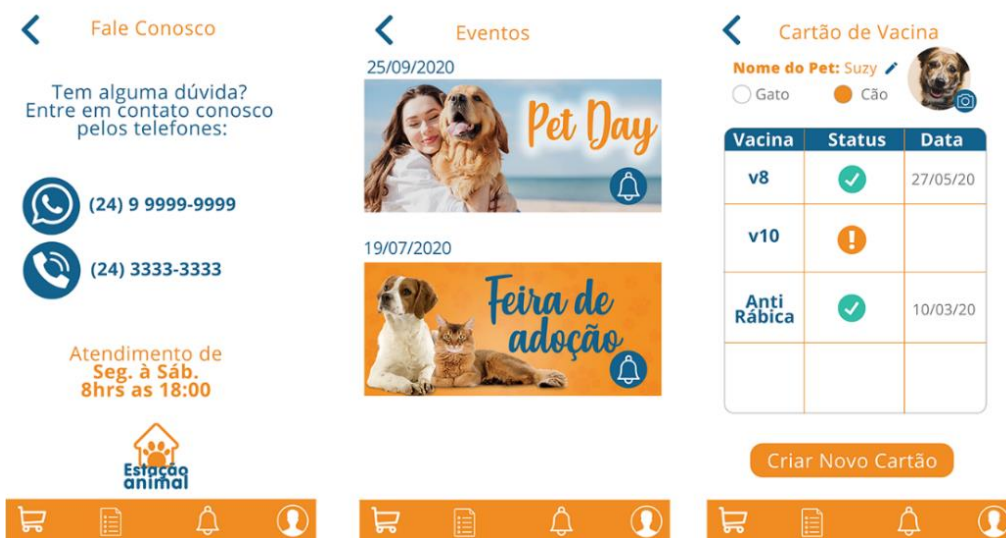 Fale Conosco
Tem alguma dúvida?
Entre em contato conosco
pelos telefones:
(24) 9 9999-9999
(24) 3333-3333
Atendimento de
Seg. à Sáb.
8hrs as 18:00
Estação
animal
Eventos
25/09/2020
Pet Day
19/07/2020
Feira de
adoção
Cartão de Vacina
Nome do Pet: Suzy
Gato Cão
Vacina Status Data
v8 27/05/20
v10
Anti
Rábica 10/03/20
Criar Novo Cartão